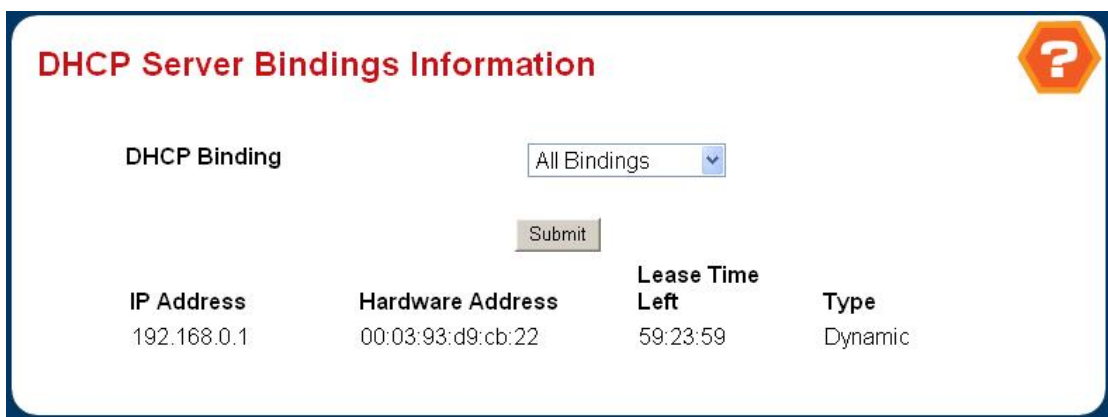 DHCP Server Bindings Information
?
DHCP Binding
All Bindings
Submit
IP Address Hardware Address Lease Time Left Type
192.168.0.1 00:03:93:d9:cb:22 59:23:59 Dynamic